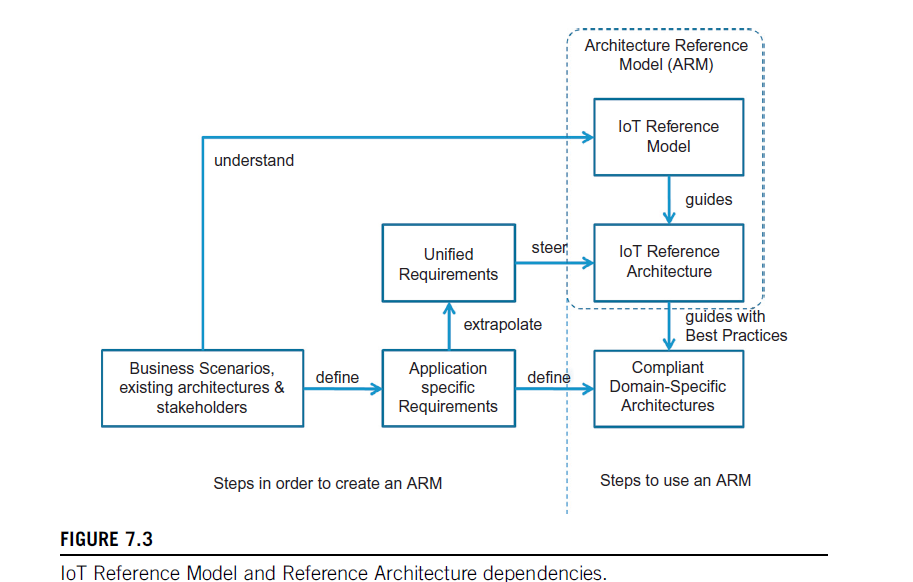 Architecture Reference
Model (ARM)
IoT Reference
Model
understand
guides
Unified
Requirements
steer
IoT Reference
Architecture
extrapolate
guides with
Best Practices
Business Scenarios,
existing architectures &
stakeholders
define
Application
specific
Requirements
define
Compliant
Domain-Specific
Architectures
Steps in order to create an ARM
Steps to use an ARM
FIGURE 7.3
IoT Reference Model and Reference Architecture dependencies.